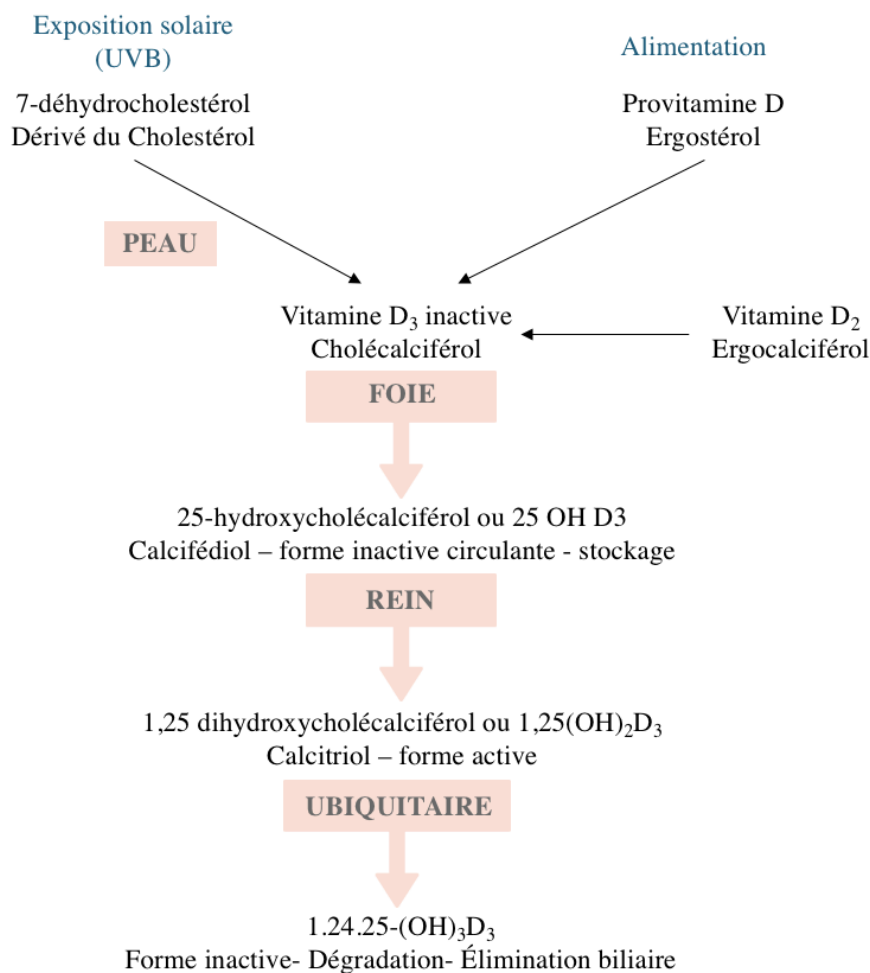 Exposition solaire
(UVB)
Alimentation
7-déhydrocholestérol
Dérivé du Cholestérol
Provitamine D
Ergostérol
PEAU
Vitamine D₃ inactive
Cholécalciférol
Vitamine D₂
Ergocalciférol
FOIE
25-hydroxycholécalciférol ou 25 OH D3
Calcifédiol – forme inactive circulante - stockage
REIN
1,25 dihydroxycholécalciférol ou 1,25(OH)₂D₃
Calcitriol – forme active
UBIQUITAIRE
1.24.25-(OH)₃D₃
Forme inactive- Dégradation- Élimination biliaire